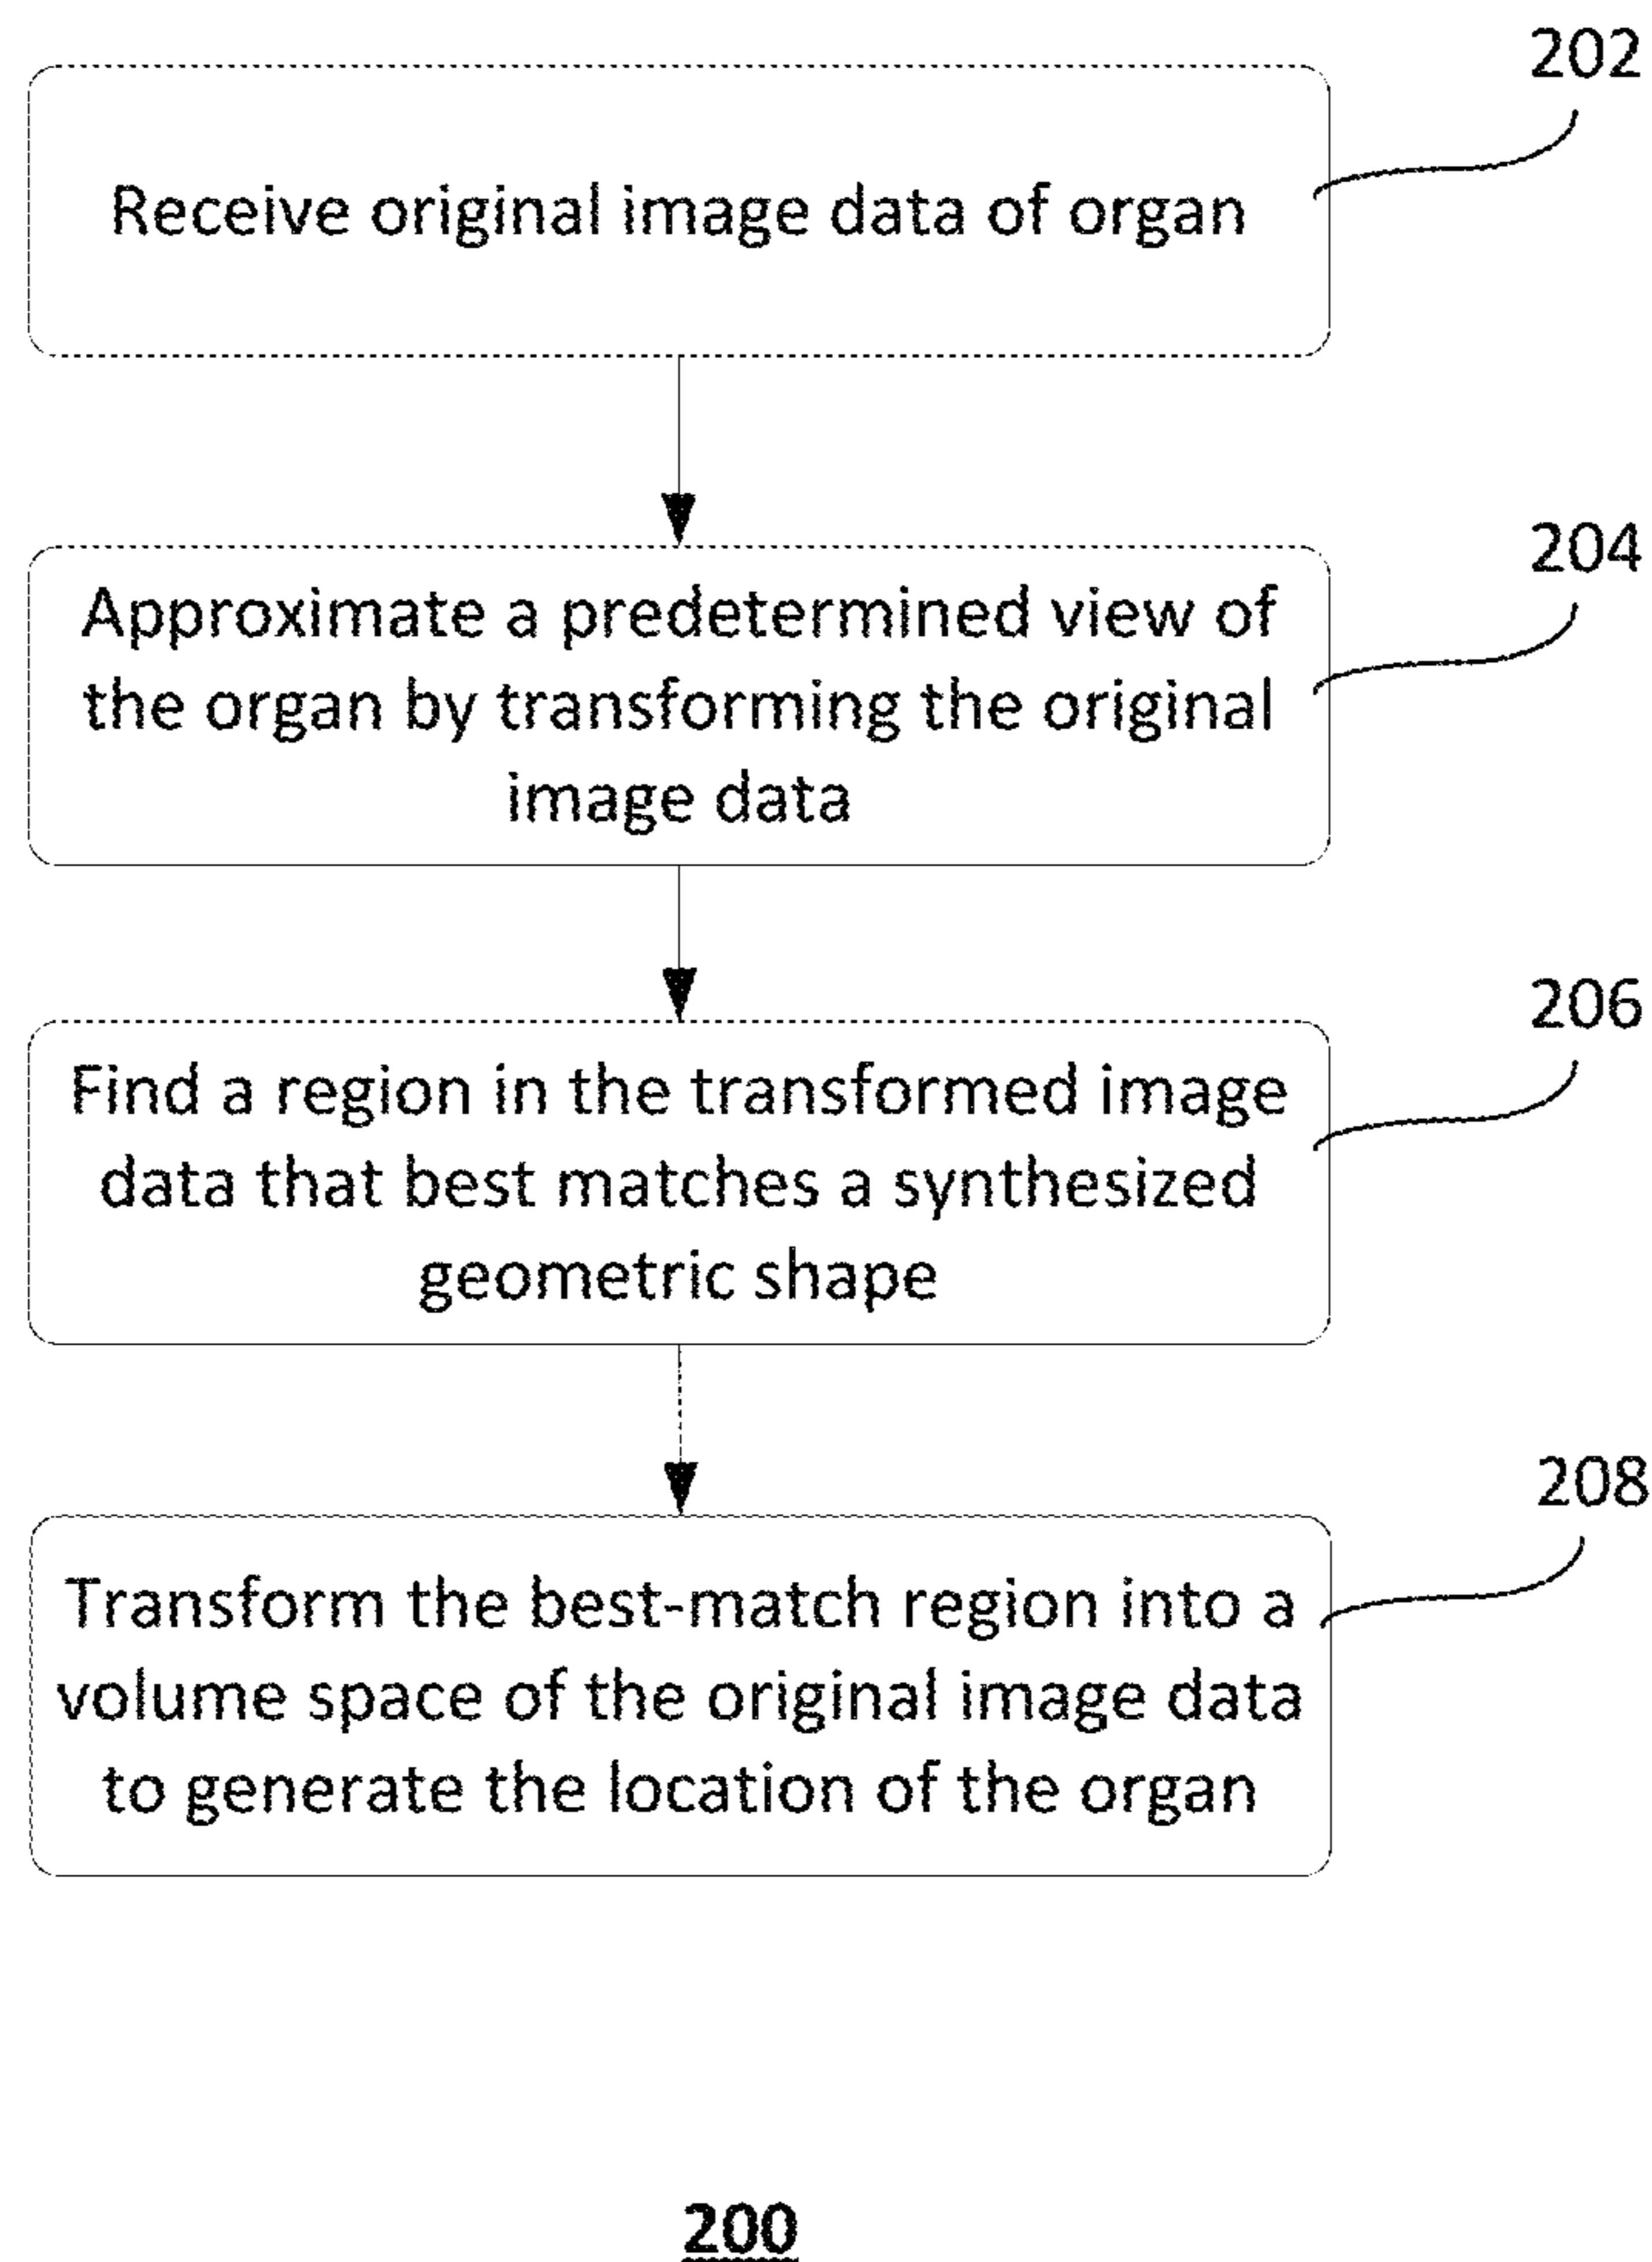 202
Receive original image data of organ
204
Approximate a predetermined view of
the organ by transforming the original
image data
206
Find a region in the transformed image
data that best matches a synthesized
geometric shape
208
Transform the best-match region into a
volume space of the original image data
to generate the location of the organ
200